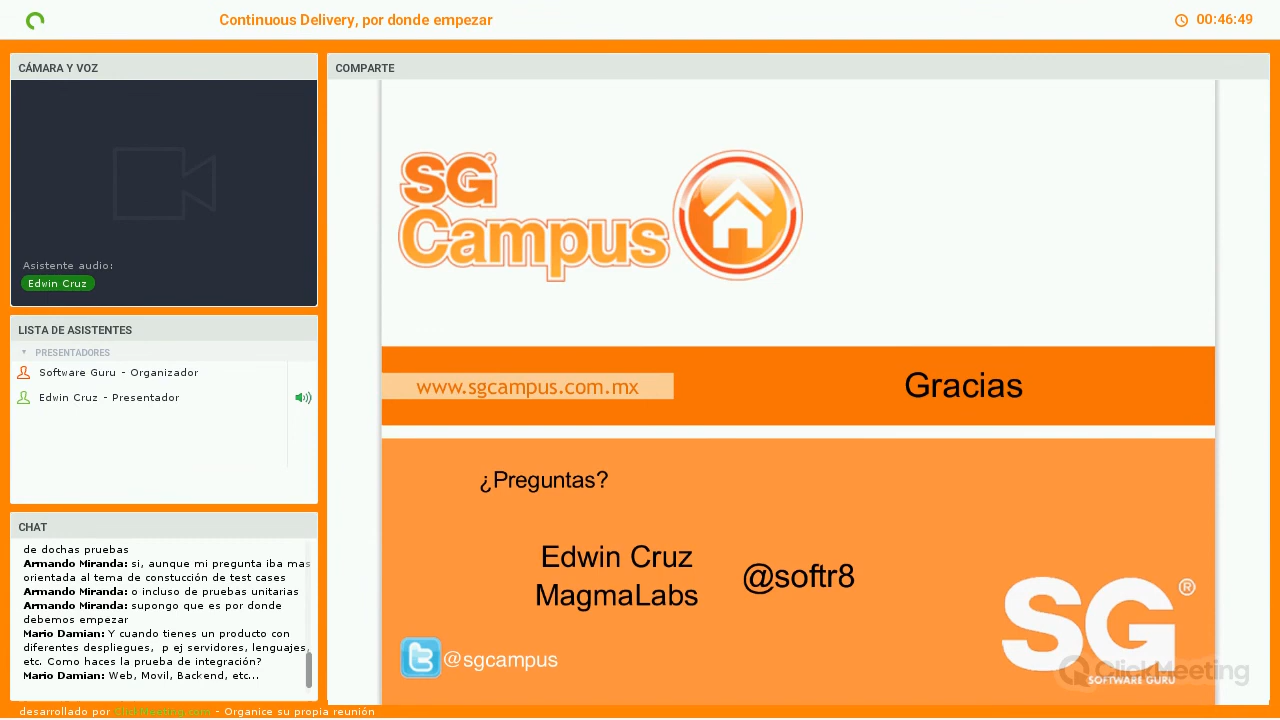 Continuous Delivery, por donde empezar
00:46:49
CÁMARA Y VOZ
Asistente audio:
Edwin Cruz
LISTA DE ASISTENTES
PRESENTADORES
Software Guru - Organizador
Edwin Cruz - Presentador
CHAT
de dochas pruebas
Armando Miranda: si, aunque mi pregunta iba mas
orientada al tema de constucción de test cases
Armando Miranda: o incluso de pruebas unitarias
Armando Miranda: supongo que es por donde
debemos empezar
Mario Damian: Y cuando tienes un producto con
diferentes despliegues, p ej servidores, lenguajes,
etc. Como haces la prueba de integración?
Mario Damian: Web, Movil, Backend, etc...
COMPARTE
SG
Campus
www.sgcampus.com.mx
Gracias
¿Preguntas?
Edwin Cruz
MagmaLabs
@softr8
@sgcampus
SG®
SOFTWARE GURU
ClickMeeting
desarrollado por ClickMeeting.com - Organice su propia reunión